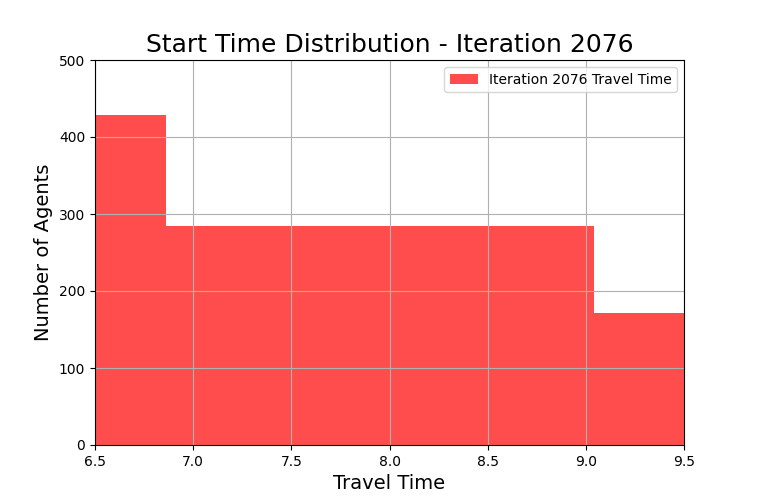 Start Time Distribution - Iteration 2076
Iteration 2076 Travel Time
Number of Agents
500
400
300
200
100
0
6.5 7.0 7.5 8.0 8.5 9.0 9.5
Travel Time